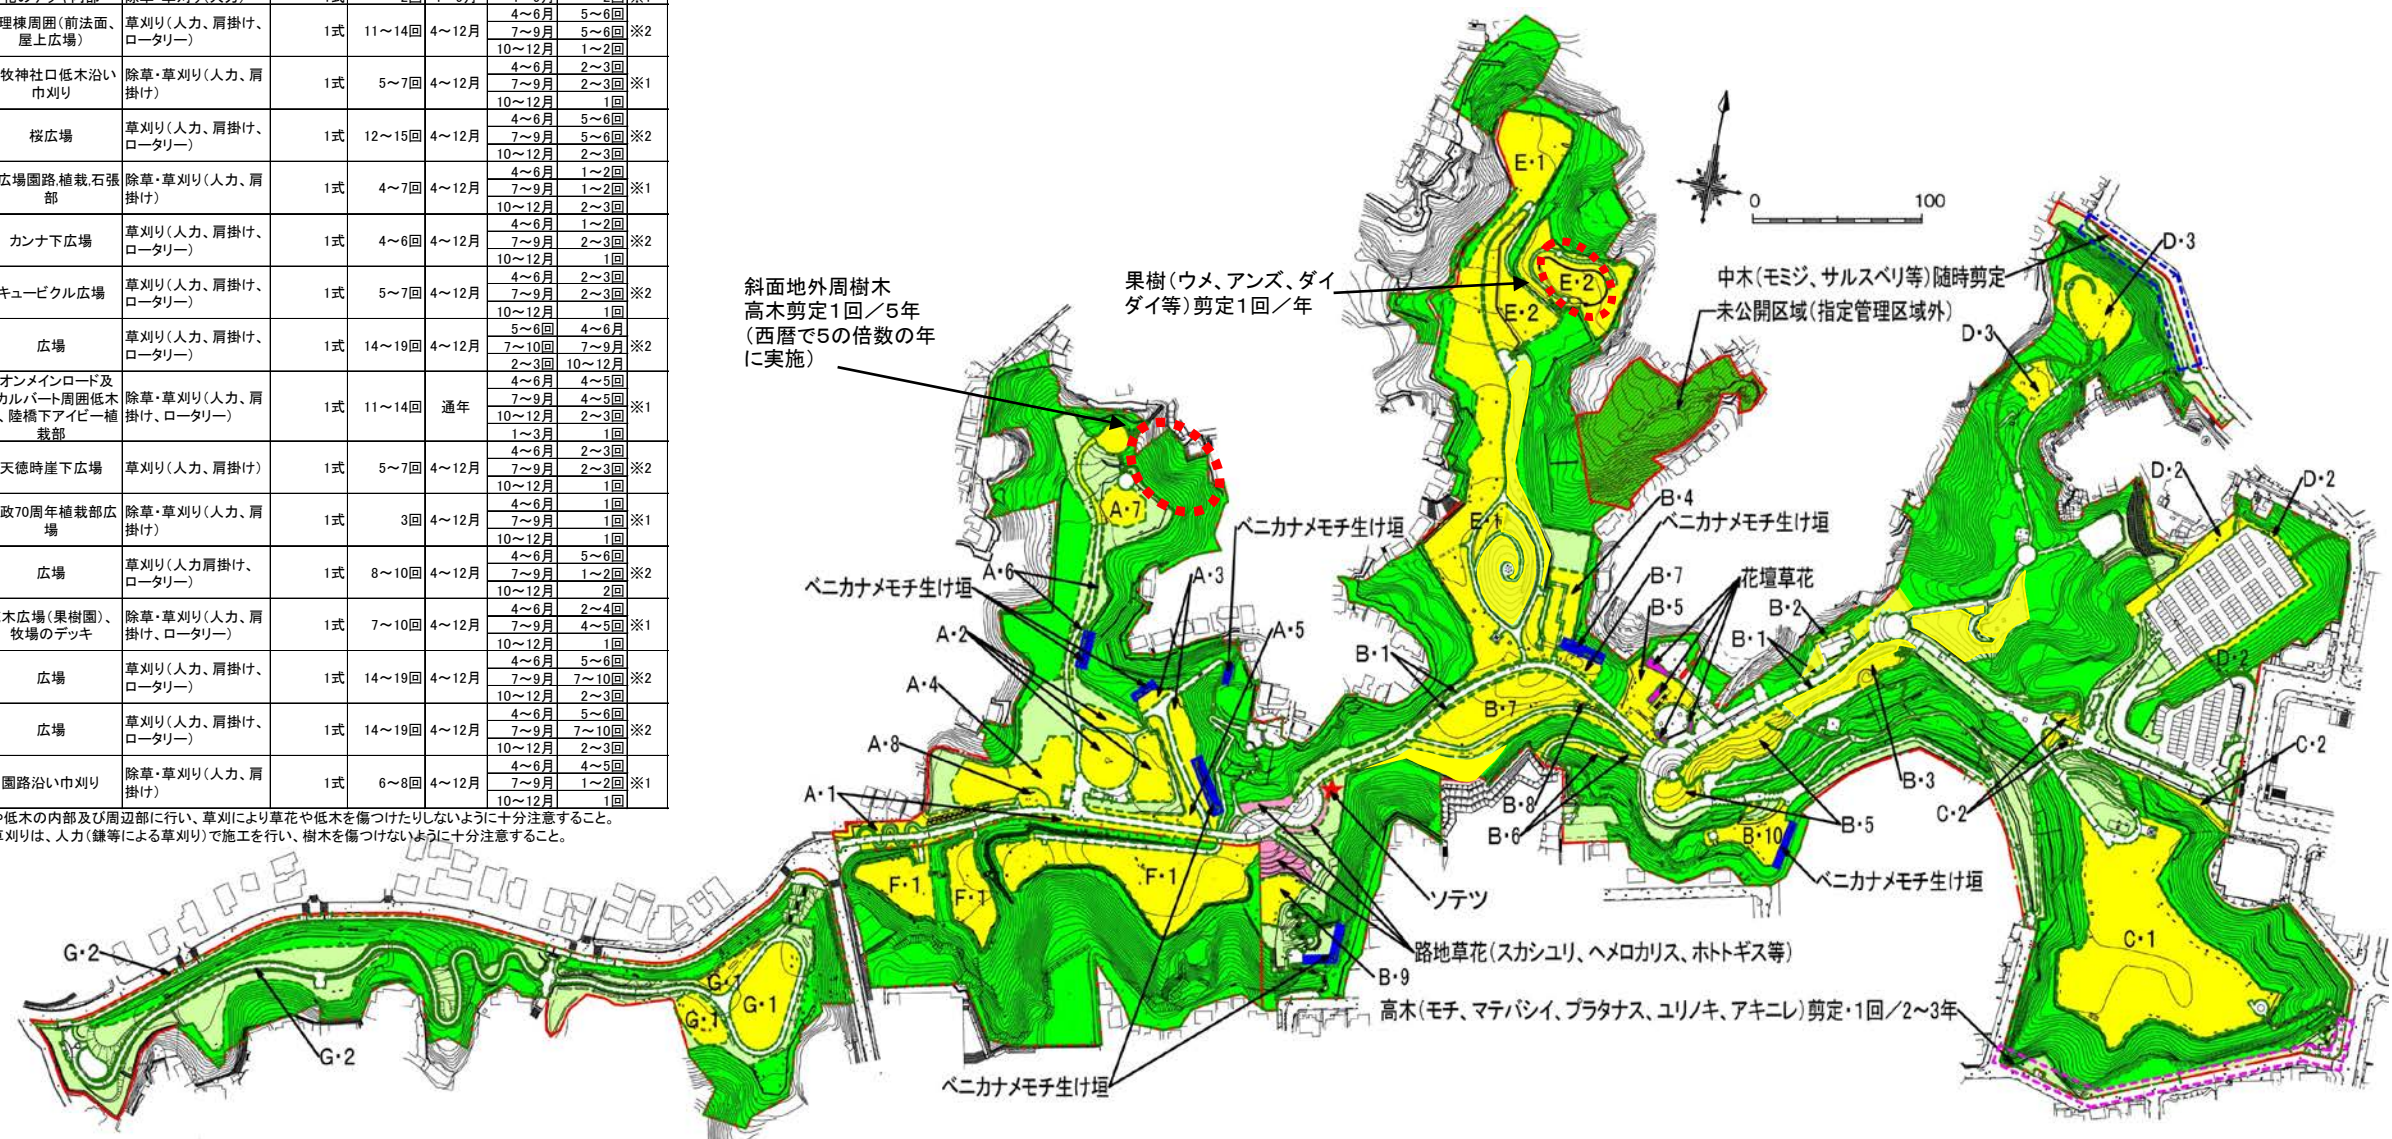 理棟周囲(前法面、屋上広場) 草刈り(人力、肩掛け、ロータリー) 1式 11～14回 4～12月 4～6月 5～6回 7～9月 5～6回 10～12月 1～2回 ※2
牧神社口低木沿い巾刈り 除草・草刈り(人力、肩掛け) 1式 5～7回 4～12月 4～6月 2～3回 7～9月 2～3回 10～12月 1回 ※1
桜広場 草刈り(人力、肩掛け、ロータリー) 1式 12～15回 4～12月 4～6月 5～6回 7～9月 5～6回 10～12月 2～3回 ※2
広場園路,植栽,石張部 除草・草刈り(人力、肩掛け) 1式 4～7回 4～12月 4～6月 1～2回 7～9月 1～2回 10～12月 2～3回 ※1
カンナ下広場 草刈り(人力、肩掛け、ロータリー) 1式 4～6回 4～12月 4～6月 1～2回 7～9月 2～3回 10～12月 1回 ※2
キュービクル広場 草刈り(人力、肩掛け、ロータリー) 1式 5～7回 4～12月 4～6月 2～3回 7～9月 2～3回 10～12月 1回 ※2
広場 草刈り(人力、肩掛け、ロータリー) 1式 14～19回 4～12月 5～6回 4～6月 7～10回 7～9月 2～3回 10～12月 ※2
オンメインロード及カルバート周囲低木、陸橋下アイビー植栽部 除草・草刈り(人力、肩掛け、ロータリー) 1式 11～14回 通年 4～6月 4～5回 7～9月 4～5回 10～12月 2～3回 1～3月 1回 ※1
天徳時崖下広場 草刈り(人力、肩掛け) 1式 5～7回 4～12月 4～6月 2～3回 7～9月 2～3回 10～12月 1回 ※2
政70周年植栽部広場 除草・草刈り(人力、肩掛け) 1式 3回 4～12月 4～6月 1回 7～9月 1回 10～12月 1回 ※1
広場 草刈り(人力肩掛け、ロータリー) 1式 8～10回 4～12月 4～6月 5～6回 7～9月 1～2回 10～12月 2回 ※2
木広場(果樹園)、牧場のデッキ 除草・草刈り(人力、肩掛け、ロータリー) 1式 7～10回 4～12月 4～6月 2～4回 7～9月 4～5回 10～12月 1回 ※1
広場 草刈り(人力、肩掛け、ロータリー) 1式 14～19回 4～12月 4～6月 5～6回 7～9月 7～10回 10～12月 2～3回 ※2
広場 草刈り(人力、肩掛け、ロータリー) 1式 14～19回 4～12月 4～6月 5～6回 7～9月 7～10回 10～12月 2～3回 ※2
園路沿い巾刈り 除草・草刈り(人力、肩掛け) 1式 6～8回 4～12月 4～6月 4～5回 7～9月 1～2回 10～12月 1回 ※1
低木の内部及び周辺部に行い、草刈により草花や低木を傷つけたりしないように十分注意すること。
草刈りは、人力(鎌等による草刈り)で施工を行い、樹木を傷つけないように十分注意すること。
斜面地外周樹木
高木剪定1回／5年
(西暦で5の倍数の年
に実施)
果樹(ウメ、アンズ、ダイ
ダイ等)剪定1回／年
0 100
中木(モミジ、サルスベリ等)随時剪定
未公開区域(指定管理区域外)
E・1
E・2
E・2
E・1
D・3
D・3
D・2
D・2
D・2
A・7
ベニカナメモチ生け垣
B・4
ベニカナメモチ生け垣
A・6
A・3
ベニカナメモチ生け垣
A・2
A・5
B・7
花壇草花
B・5
B・2
B・1
B・1
A・4
B・7
A・8
A・1
B・8
B・6
B・3
C・2
C・2
B・5
B・10
ベニカナメモチ生け垣
F・1
F・1
F・1
ソテツ
路地草花(スカシユリ、ヘメロカリス、ホトトギス等)
B・9
C・1
高木(モチ、マテバシイ、プラタナス、ユリノキ、アキニレ)剪定・1回／2～3年
G・2
G・1
G・1
G・1
G・2
ベニカナメモチ生け垣